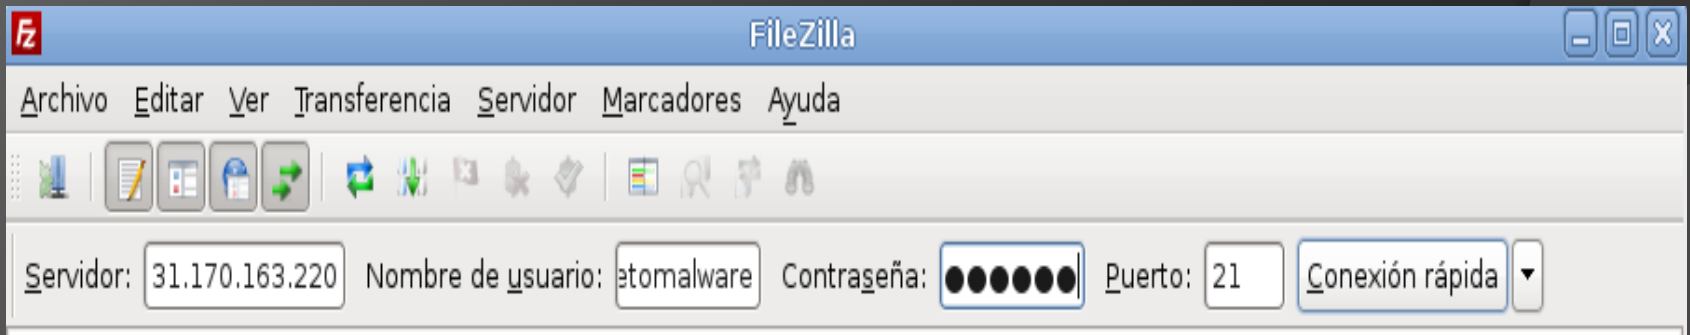 FileZilla
Archivo Editar Ver Transferencia Servidor Marcadores Ayuda
Servidor: 31.170.163.220 Nombre de usuario: etomalware Contraseña: ●●●●●● Puerto: 21 Conexión rápida